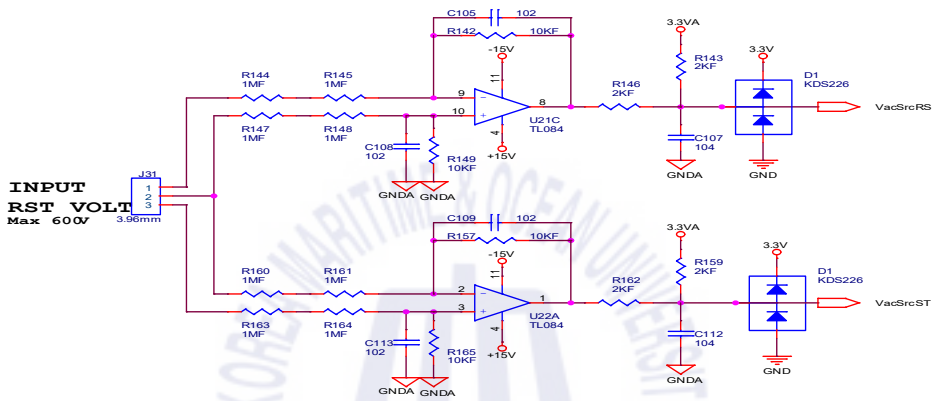 C105 102
R142 10KF
-15V
3.3VA
R143
2KF
3.3V
D1
KDS226
R144
1MF
R145
1MF
11
9
8
10
R146
2KF
VacSrcRS
R147
1MF
R148
1MF
U21C
TL084
4
C108
102
R149
10KF
+15V
C107
104
GNDA
GND
GNDA GNDA
INPUT
RST VOLT
Max 600V
J31
1
2
3
3.96mm
C109 102
R157 10KF
-15V
3.3VA
R159
2KF
3.3V
D1
KDS226
R160
1MF
R161
1MF
11
2
1
3
R162
2KF
VacSrcST
R163
1MF
R164
1MF
U22A
TL084
4
C113
102
R165
10KF
+15V
C112
104
GNDA
GND
GNDA GNDA
KOREA MARITIME & OCEAN UNIVERSIT